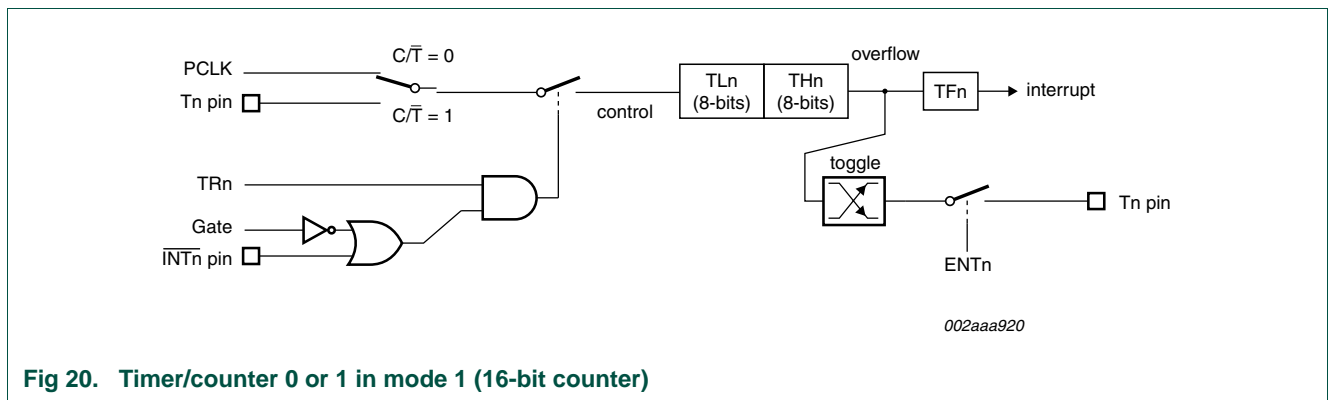 PCLK
C/T̅ = 0
Tn pin
C/T̅ = 1
control
TLn
(8-bits)
THn
(8-bits)
overflow
TFn
interrupt
TRn
Gate
I̅N̅T̅n̅ pin
toggle
Tn pin
ENTn
002aaa920
Fig 20. Timer/counter 0 or 1 in mode 1 (16-bit counter)